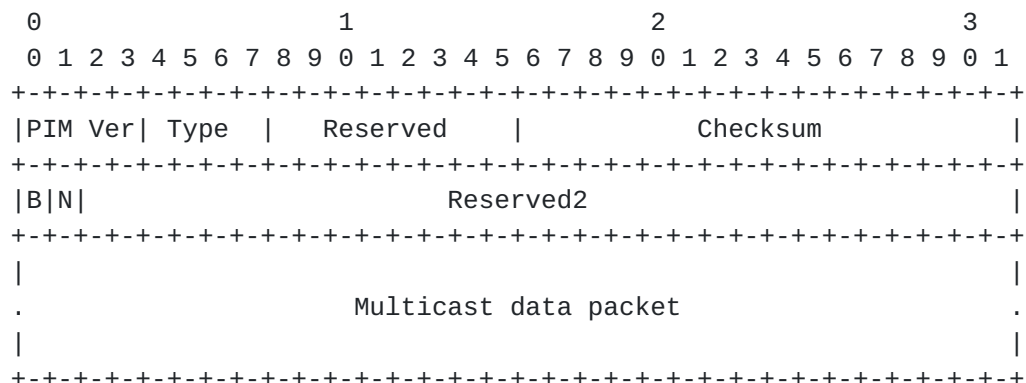 0                   1                   2                   3
 0 1 2 3 4 5 6 7 8 9 0 1 2 3 4 5 6 7 8 9 0 1 2 3 4 5 6 7 8 9 0 1
+-+-+-+-+-+-+-+-+-+-+-+-+-+-+-+-+-+-+-+-+-+-+-+-+-+-+-+-+-+-+-+-+
|PIM Ver| Type  |   Reserved    |           Checksum            |
+-+-+-+-+-+-+-+-+-+-+-+-+-+-+-+-+-+-+-+-+-+-+-+-+-+-+-+-+-+-+-+-+
|B|N|                       Reserved2                           |
+-+-+-+-+-+-+-+-+-+-+-+-+-+-+-+-+-+-+-+-+-+-+-+-+-+-+-+-+-+-+-+-+
|                                                               |
.                     Multicast data packet                     .
|                                                               |
+-+-+-+-+-+-+-+-+-+-+-+-+-+-+-+-+-+-+-+-+-+-+-+-+-+-+-+-+-+-+-+-+